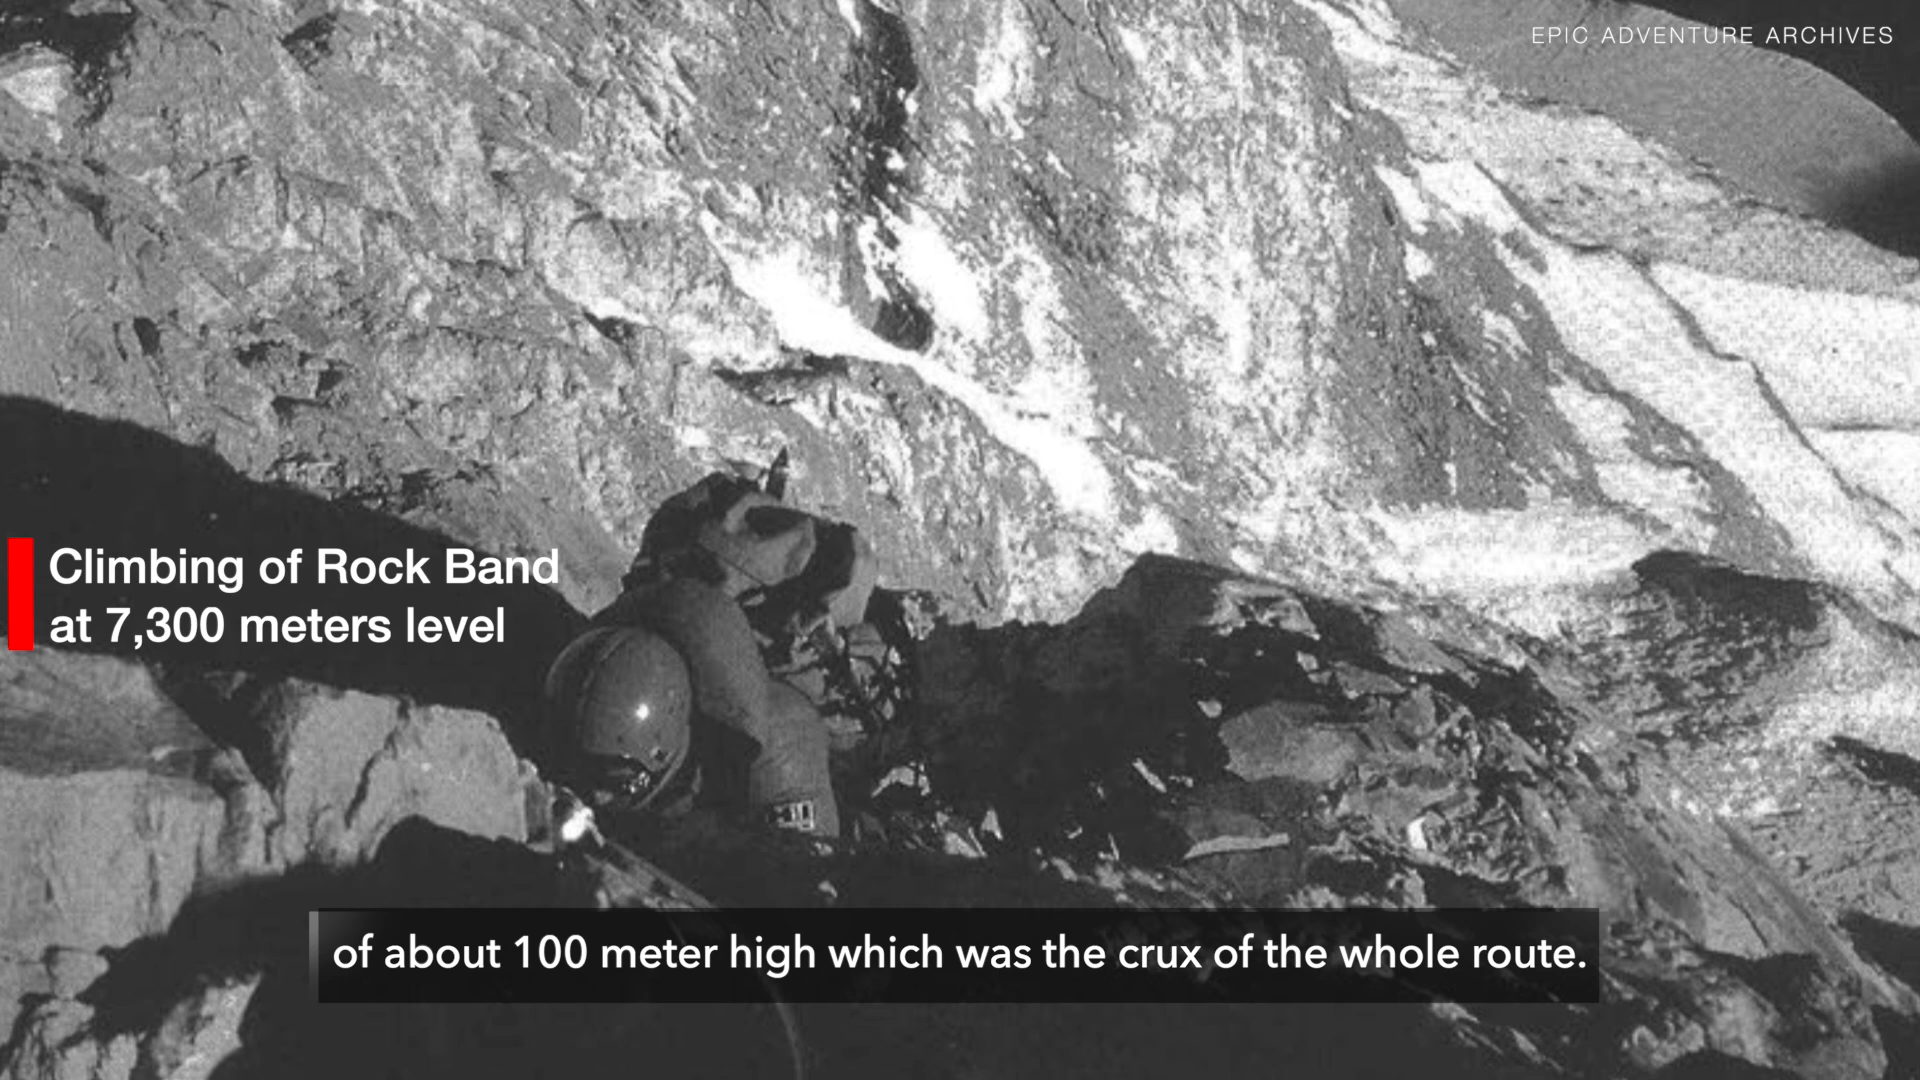 EPIC ADVENTURE ARCHIVES
Climbing of Rock Band
at 7,300 meters level
of about 100 meter high which was the crux of the whole route.